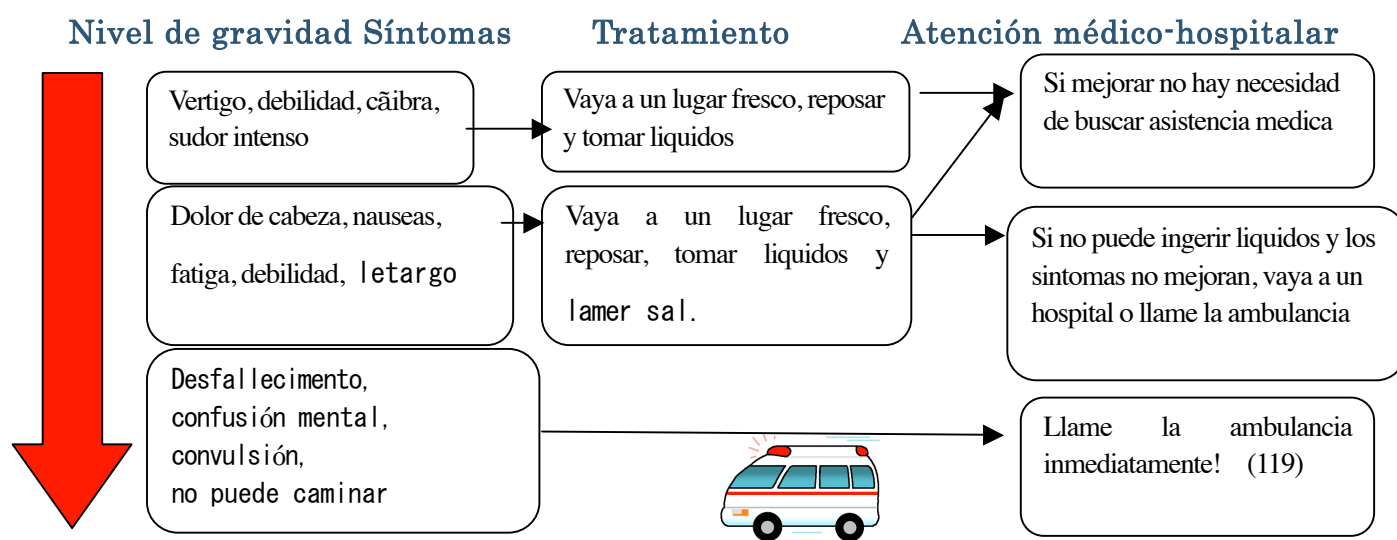 Nivel de gravidad Síntomas Tratamiento Atención médico-hospitalar
Vertigo, debilidad, cãibra,
sudor intenso
Vaya a un lugar fresco, reposar
y tomar liquidos
Si mejorar no hay necesidad
de buscar asistencia medica
Dolor de cabeza, nauseas,
fatiga, debilidad, letargo
Vaya a un lugar fresco,
reposar, tomar liquidos y
lamer sal.
Si no puede ingerir liquidos y los
sintomas no mejoran, vaya a un
hospital o llame la ambulancia
Desfallecimento,
confusión mental,
convulsión,
no puede caminar
Llame la ambulancia
inmediatamente! (119)